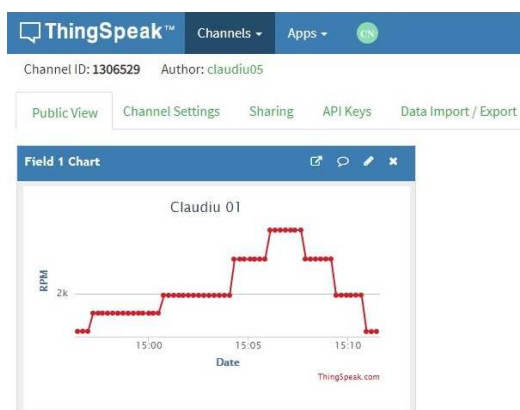 ThingSpeak™ Channels Apps CN
Channel ID: 1306529 Author: claudiu05
Public View Channel Settings Sharing API Keys Data Import / Export
Field 1 Chart
Claudiu 01
RPM
2k
15:00 15:05 15:10
Date
ThingSpeak.com